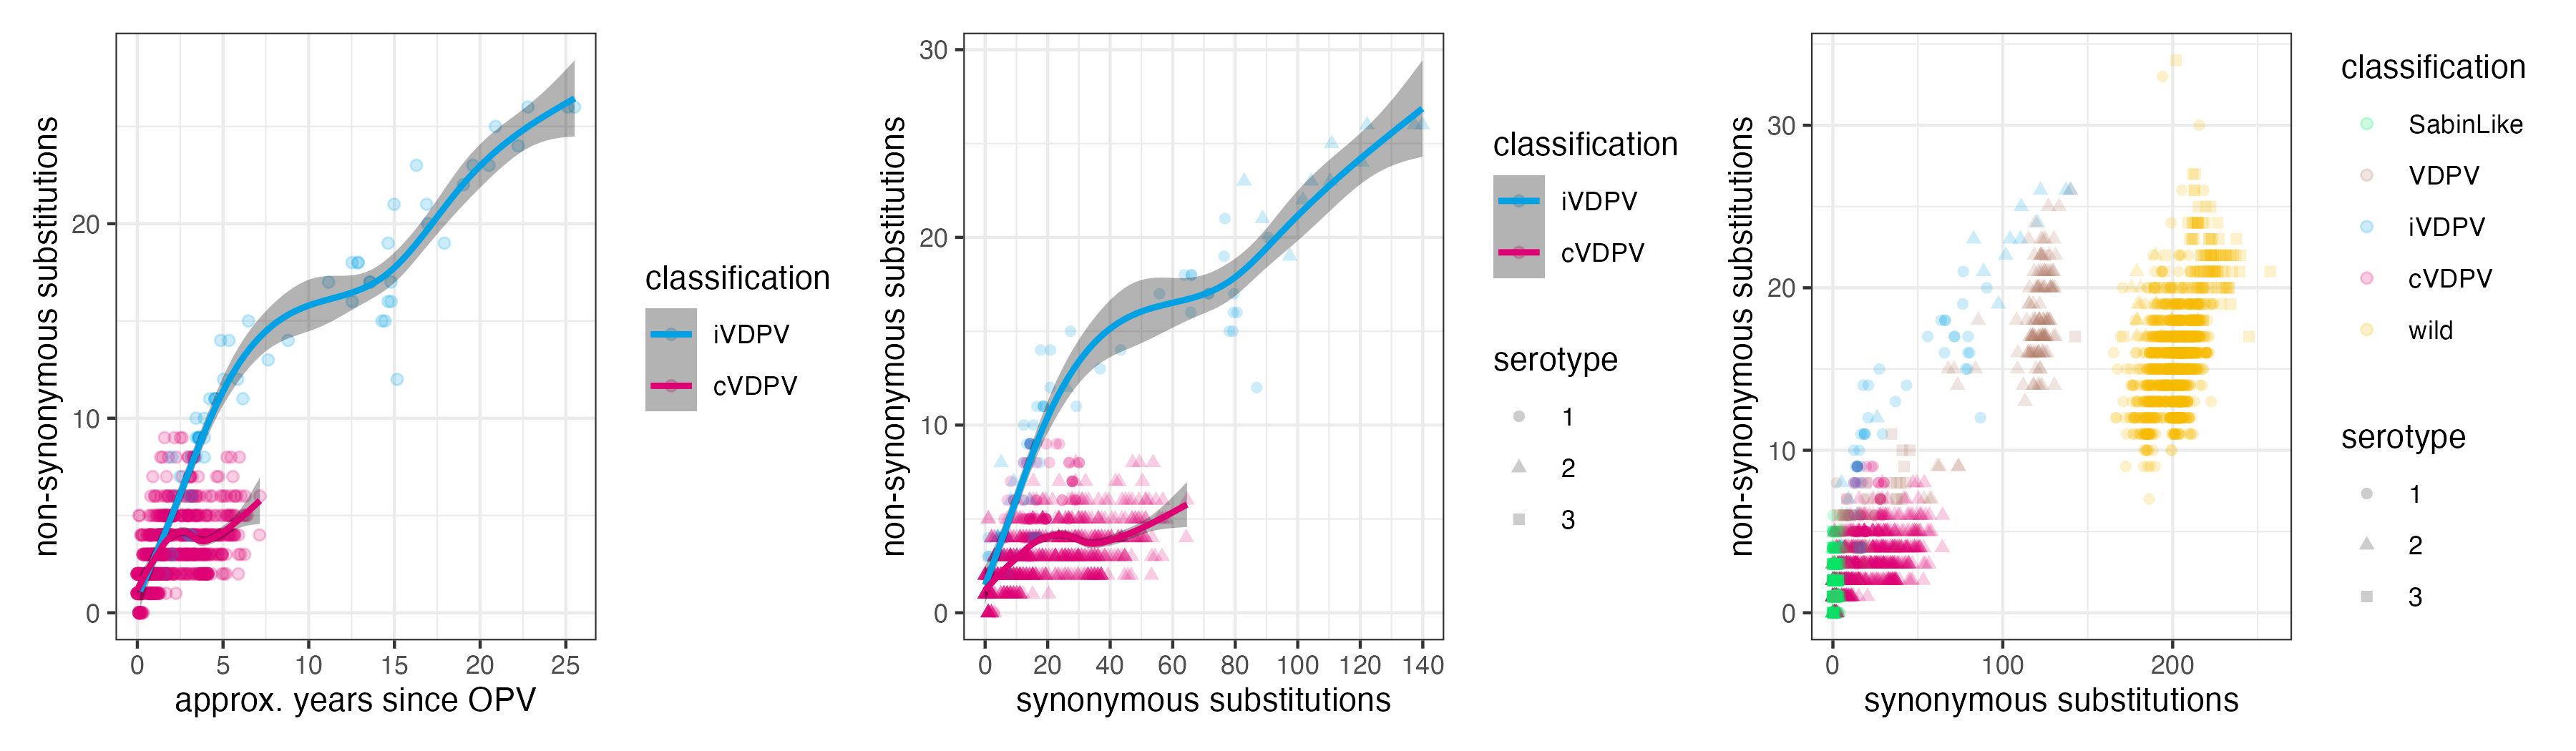 non-synonymous substitutions
20
10
0
0 5 10 15 20 25
approx. years since OPV
classification
iVDPV
cVDPV
non-synonymous substitutions
30
20
10
0
0 20 40 60 80 100 120 140
synonymous substitutions
classification
iVDPV
cVDPV
serotype
1
2
3
non-synonymous substitutions
30
20
10
0
0 100 200
synonymous substitutions
classification
SabinLike
VDPV
iVDPV
cVDPV
wild
serotype
1
2
3